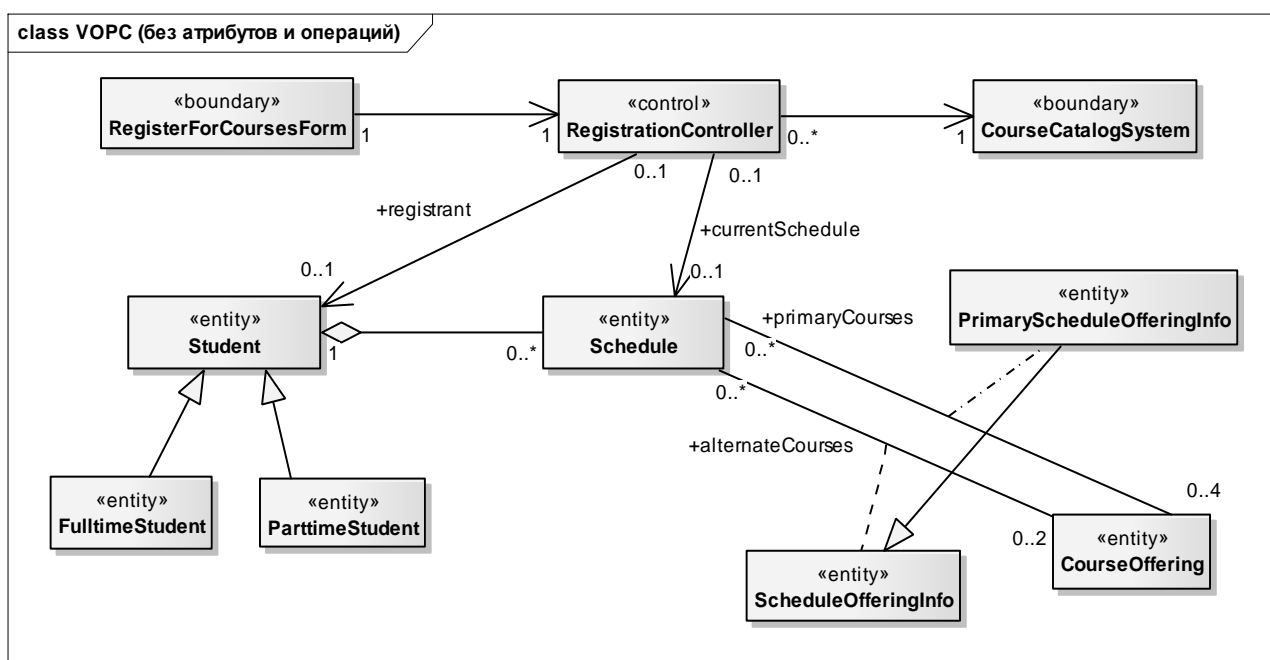 class VOPC (без атрибутов и операций)
«boundary»
RegisterForCoursesForm
«control»
RegistrationController
«boundary»
CourseCatalogSystem
1
1
0..*
1
0..1
0..1
+registrant
+currentSchedule
0..1
0..1
«entity»
Student
«entity»
Schedule
«entity»
PrimaryScheduleOfferingInfo
1
0..*
+primaryCourses
0..*
0..*
+alternateCourses
«entity»
FulltimeStudent
«entity»
ParttimeStudent
0..4
0..2
«entity»
CourseOffering
«entity»
ScheduleOfferingInfo